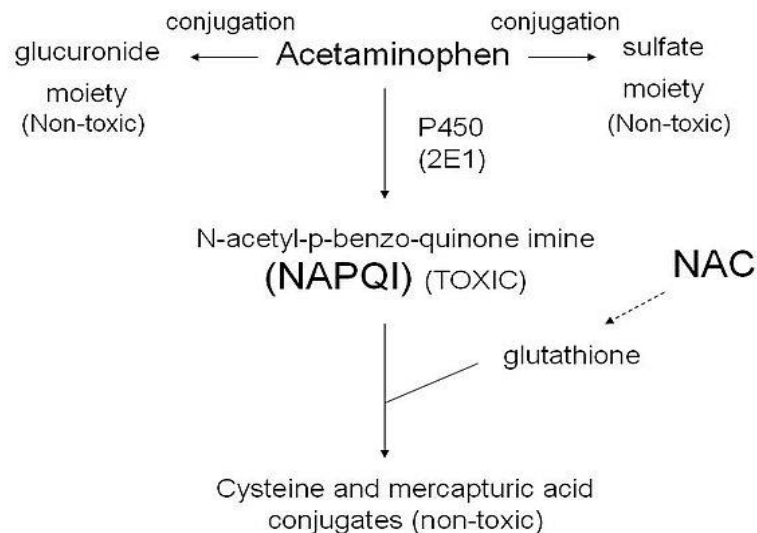 conjugation
conjugation
glucuronide
Acetaminophen
sulfate
moiety
(Non-toxic)
moiety
(Non-toxic)
P450
(2E1)
N-acetyl-p-benzo-quinone imine
(NAPQI) (TOXIC)
NAC
glutathione
Cysteine and mercapturic acid
conjugates (non-toxic)